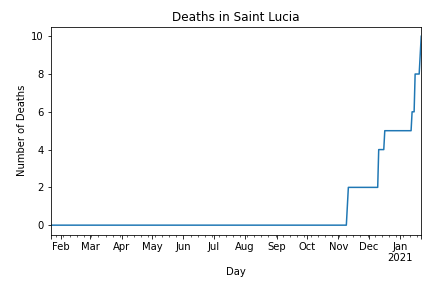 Deaths in Saint Lucia
Number of Deaths
10
8
6
4
2
0
Feb Mar Apr May Jun Jul Aug Sep Oct Nov Dec Jan
2021
Day